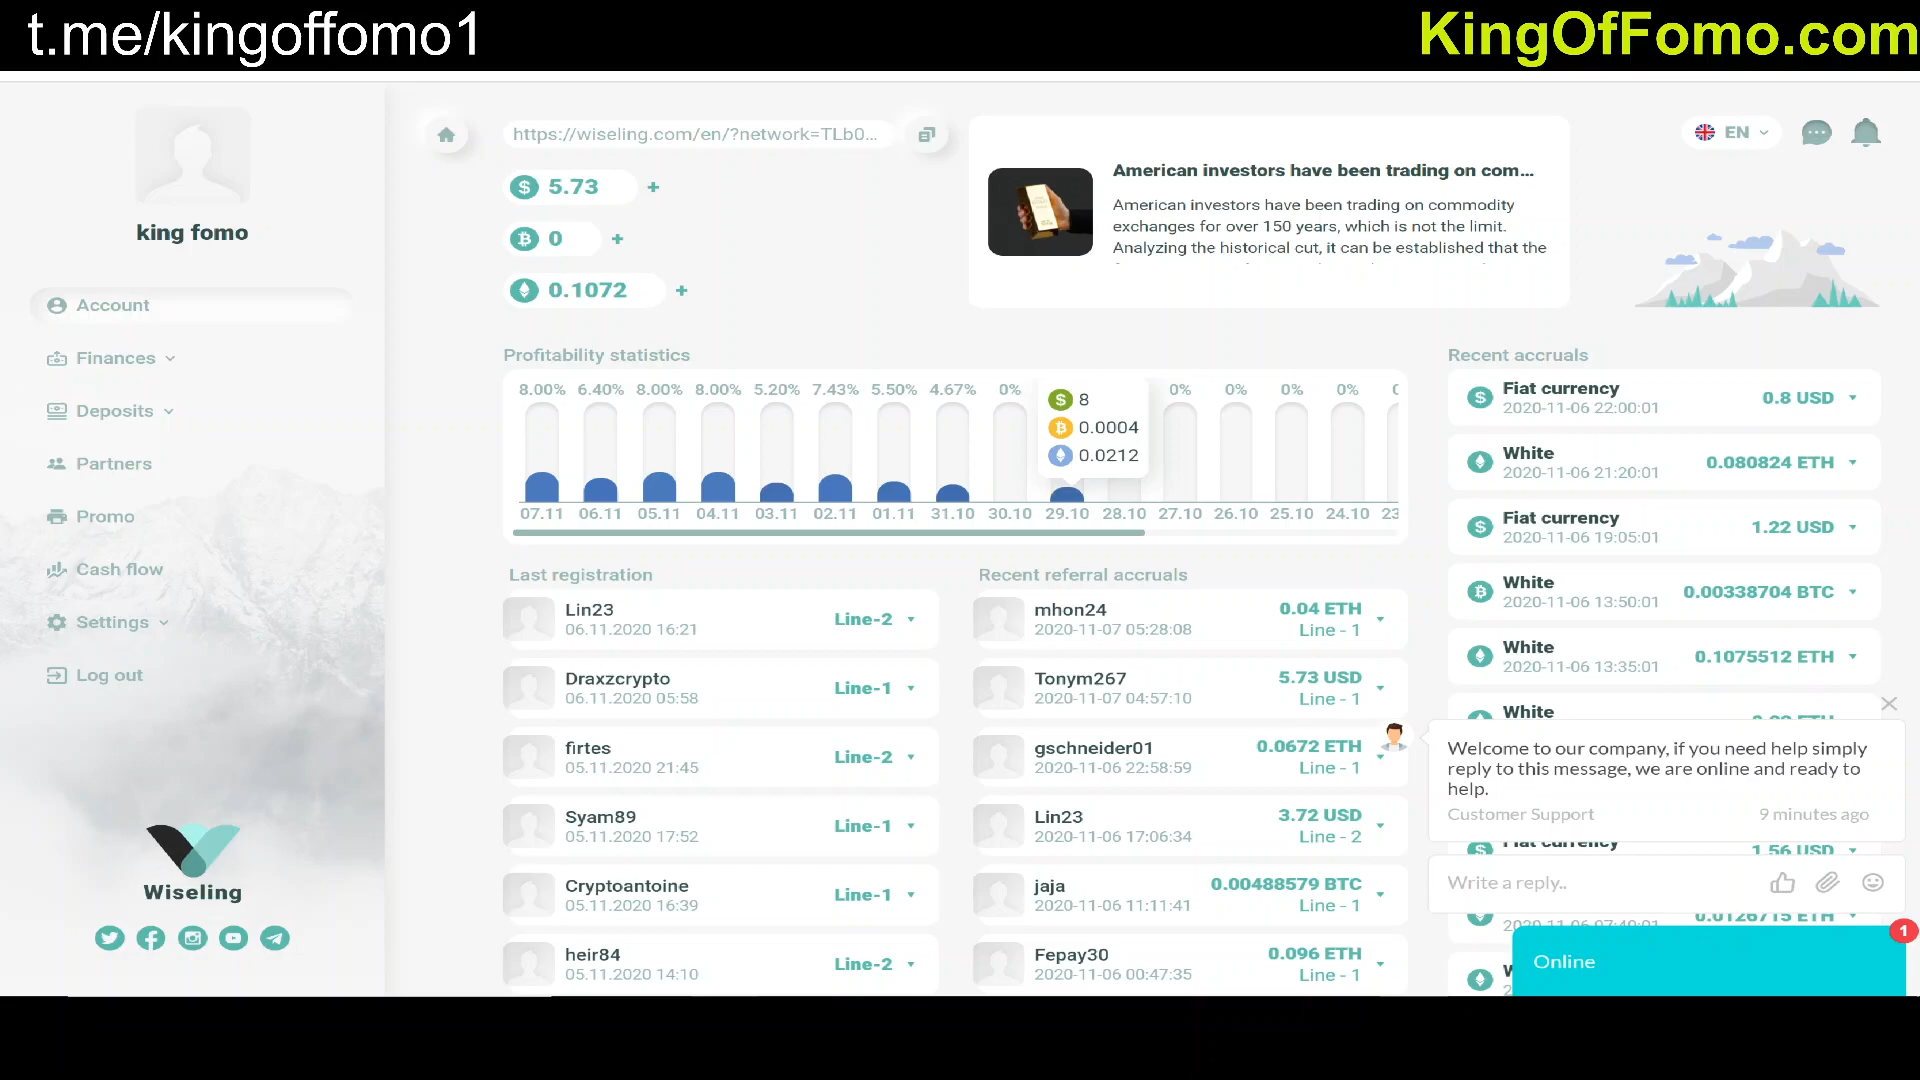 t.me/kingoffomo1
KingOfFomo.com
king fomo
Account
Finances
Deposits
Partners
Promo
Cash flow
Settings
Log out
Wiseling
https://wiseling.com/en/?network=TLb0...
$ 5.73 +
0 +
0.1072 +
American investors have been trading on com...
American investors have been trading on commodity
exchanges for over 150 years, which is not the limit.
Analyzing the historical cut, it can be established that the
EN
Profitability statistics
8.00% 6.40% 8.00% 8.00% 5.20% 7.43% 5.50% 4.67% 0% 0% 0% 0% 0%
$ 8
0.0004
0.0212
07.11 06.11 05.11 04.11 03.11 02.11 01.11 31.10 30.10 29.10 28.10 27.10 26.10 25.10 24.10 23
Last registration
Lin23
06.11.2020 16:21
Line-2
Draxzcrypto
06.11.2020 05:58
Line-1
firtes
05.11.2020 21:45
Line-2
Syam89
05.11.2020 17:52
Line-1
Cryptoantoine
05.11.2020 16:39
Line-1
heir84
05.11.2020 14:10
Line-2
Recent referral accruals
mhon24 0.04 ETH
2020-11-07 05:28:08 Line - 1
Tonym267 5.73 USD
2020-11-07 04:57:10 Line - 1
gschneider01 0.0672 ETH
2020-11-06 22:58:59 Line - 1
Lin23 3.72 USD
2020-11-06 17:06:34 Line - 2
jaja 0.00488579 BTC
2020-11-06 11:11:41 Line - 1
Fepay30 0.096 ETH
2020-11-06 00:47:35 Line - 1
Recent accruals
Fiat currency
2020-11-06 22:00:01
0.8 USD
White
2020-11-06 21:20:01
0.080824 ETH
Fiat currency
2020-11-06 19:05:01
1.22 USD
White
2020-11-06 13:50:01
0.00338704 BTC
White
2020-11-06 13:35:01
0.1075512 ETH
White
Welcome to our company, if you need help simply
reply to this message, we are online and ready to
help.
Customer Support 9 minutes ago
Fiat currency 1.56 USD
Write a reply..
0.0126715 ETH
1
Online